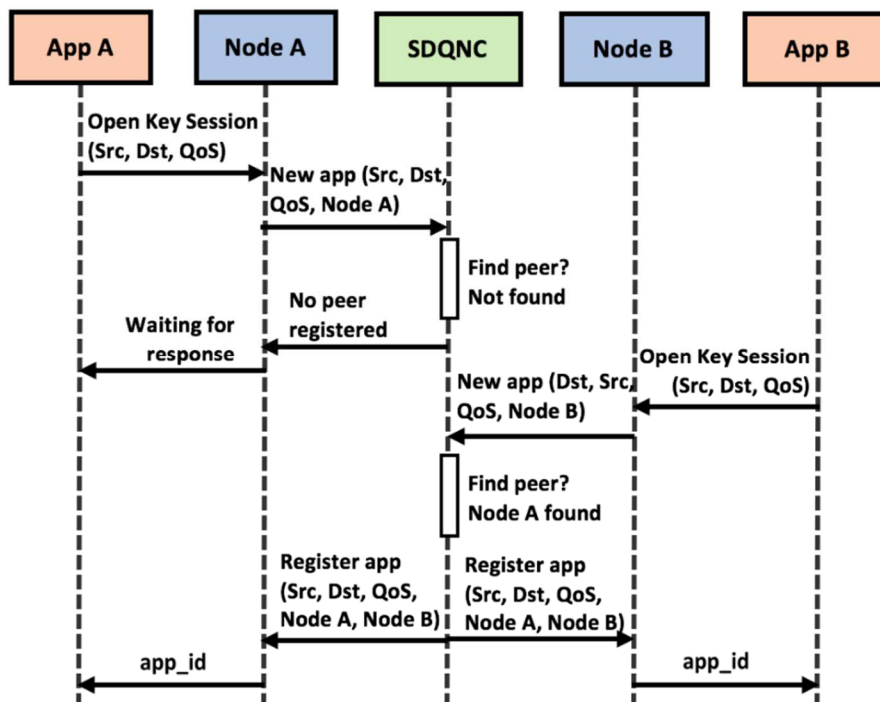 App A
Node A
SDQNC
Node B
App B
Open Key Session
(Src, Dst, QoS)
New app (Src, Dst,
QoS, Node A)
Find peer?
Not found
No peer
registered
Waiting for
response
Open Key Session
(Src, Dst, QoS)
New app (Dst, Src,
QoS, Node B)
Find peer?
Node A found
Register app
(Src, Dst, QoS,
Node A, Node B)
Register app
(Src, Dst, QoS,
Node A, Node B)
app_id
app_id